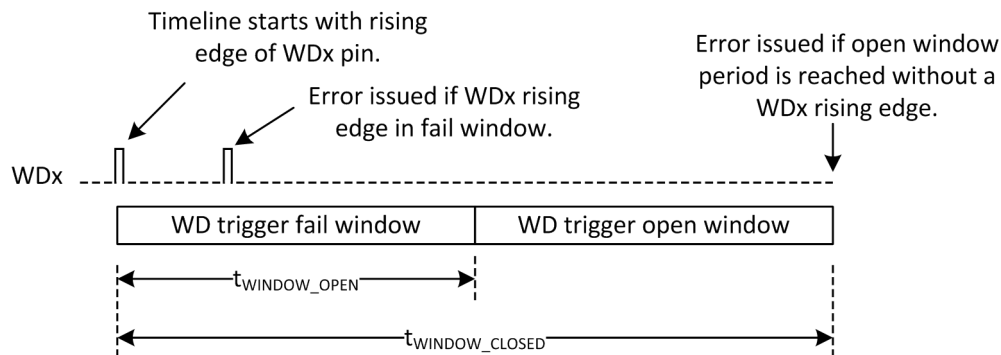 Timeline starts with rising
edge of WDx pin.
Error issued if WDx rising
edge in fail window.
Error issued if open window
period is reached without a
WDx rising edge.
WDx
WD trigger fail window
WD trigger open window
tWINDOW_OPEN
tWINDOW_CLOSED